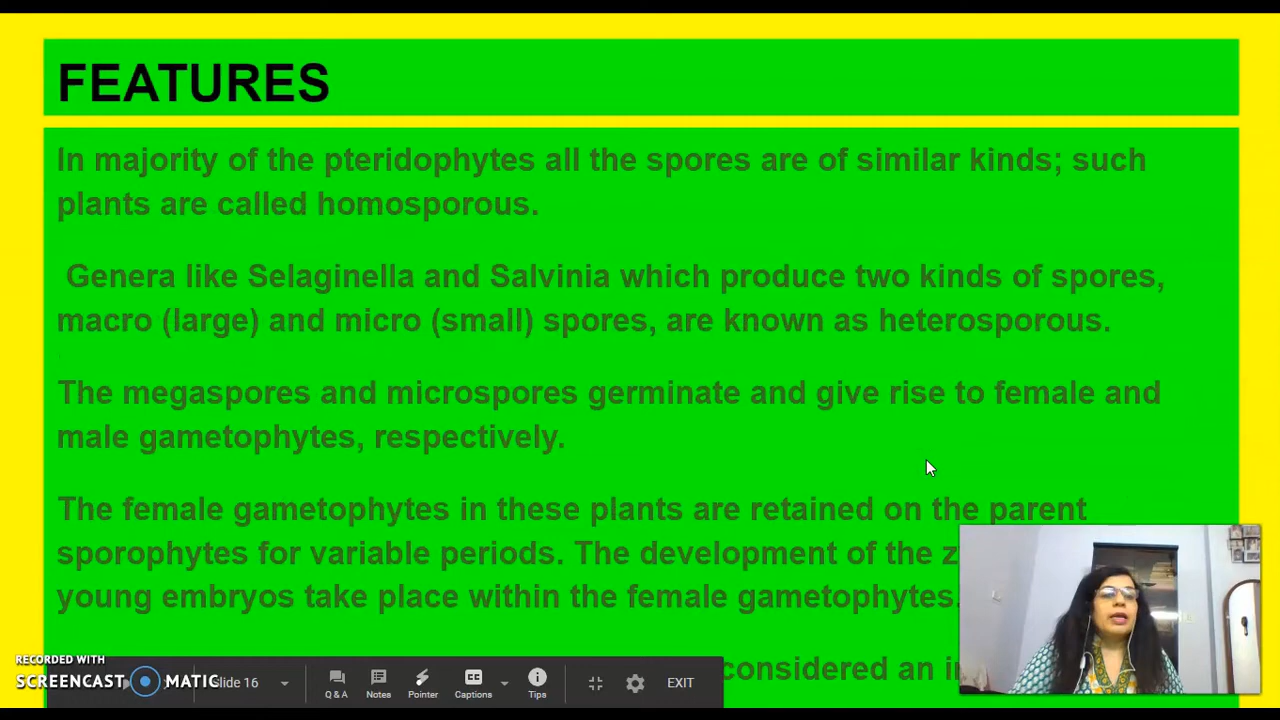 FEATURES
In majority of the pteridophytes all the spores are of similar kinds; such
plants are called homosporous.
Genera like Selaginella and Salvinia which produce two kinds of spores,
macro (large) and micro (small) spores, are known as heterosporous.
The megaspores and microspores germinate and give rise to female and
male gametophytes, respectively.
The female gametophytes in these plants are retained on the parent
sporophytes for variable periods. The development of the
young embryos take place within the female gametophytes.
considered an
RECORDED WITH
SCREENCAST MATIC
Slide 16
Q & A
Notes
Pointer
CC
Captions
Tips
EXIT